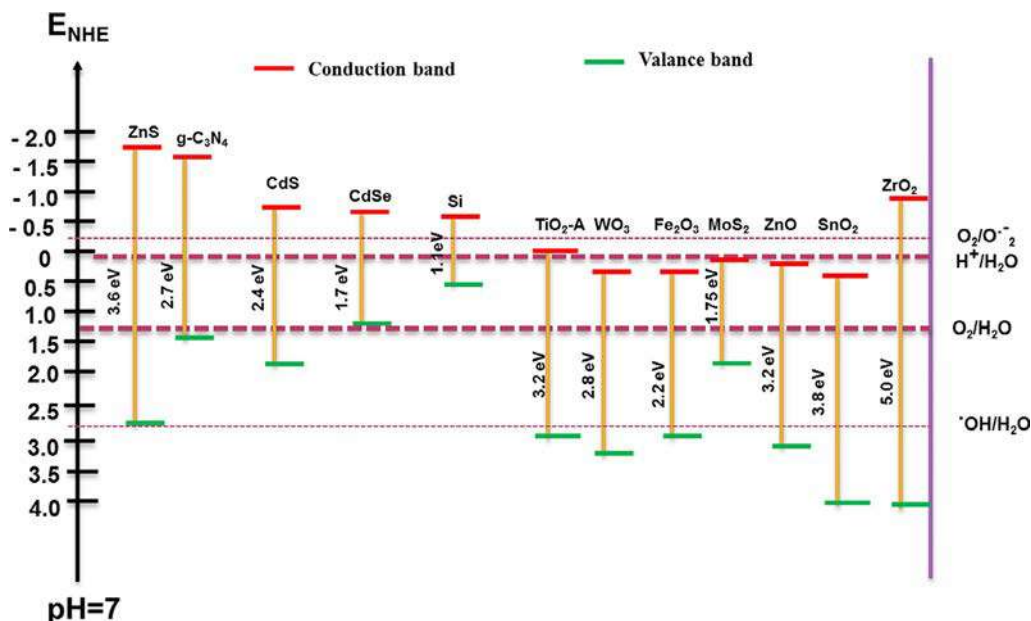 E_NHE
Conduction band
Valance band
- 2.0
- 1.5
- 1.0
- 0.5
0
0.5
1.0
1.5
2.0
2.5
3.0
3.5
4.0
ZnS
g-C₃N₄
CdS
CdSe
Si
TiO₂-A
WO₃
Fe₂O₃
MoS₂
ZnO
SnO₂
ZrO₂
3.6 eV
2.7 eV
2.4 eV
1.7 eV
1.1eV
3.2 eV
2.8 eV
2.2 eV
1.75 eV
3.2 eV
3.8 eV
5.0 eV
O₂/O·⁻₂
H⁺/H₂O
O₂/H₂O
·OH/H₂O
pH=7